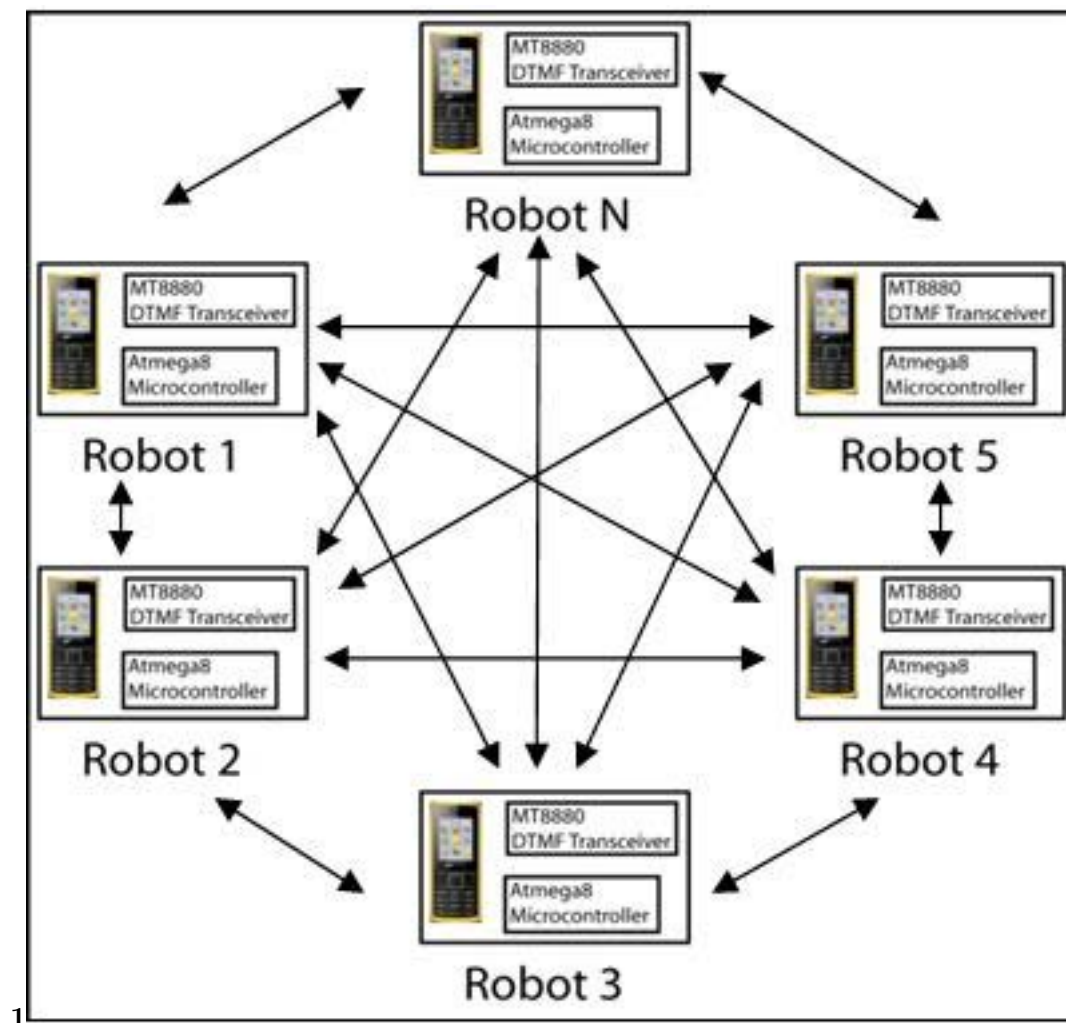 MT8880
DTMF Transceiver
Atmega8
Microcontroller
Robot N
MT8880
DTMF Transceiver
Atmega8
Microcontroller
Robot 1
MT8880
DTMF Transceiver
Atmega8
Microcontroller
Robot 5
MT8880
DTMF Transceiver
Atmega8
Microcontroller
Robot 2
MT8880
DTMF Transceiver
Atmega8
Microcontroller
Robot 4
MT8880
DTMF Transceiver
Atmega8
Microcontroller
Robot 3
1